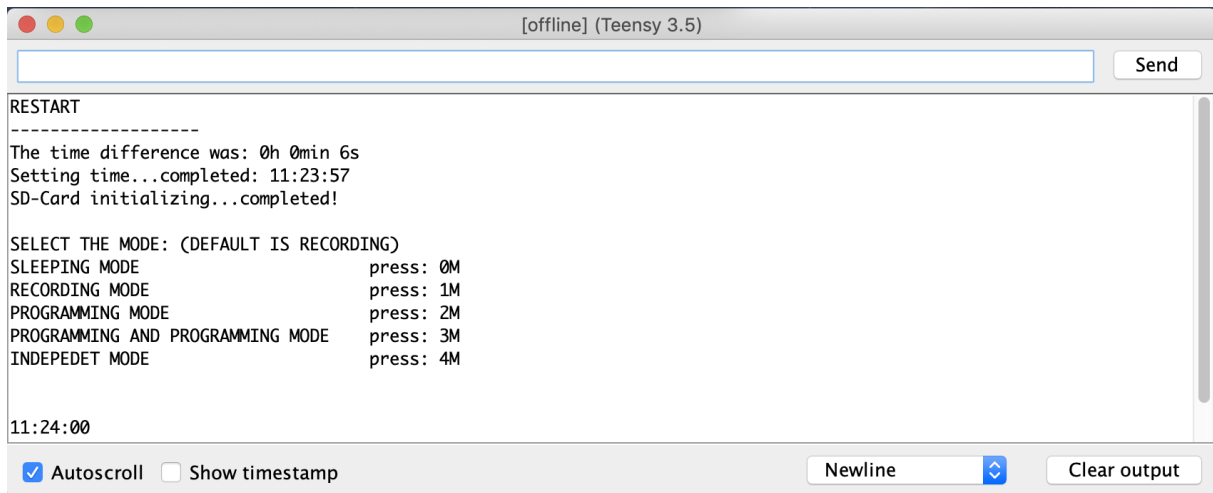 [offline] (Teensy 3.5)
Send
RESTART
-------------------
The time difference was: 0h 0min 6s
Setting time...completed: 11:23:57
SD-Card initializing...completed!
SELECT THE MODE: (DEFAULT IS RECORDING)
SLEEPING MODE press: 0M
RECORDING MODE press: 1M
PROGRAMMING MODE press: 2M
PROGRAMMING AND PROGRAMMING MODE press: 3M
INDEPEDET MODE press: 4M
11:24:00
Autoscroll Show timestamp Newline Clear output